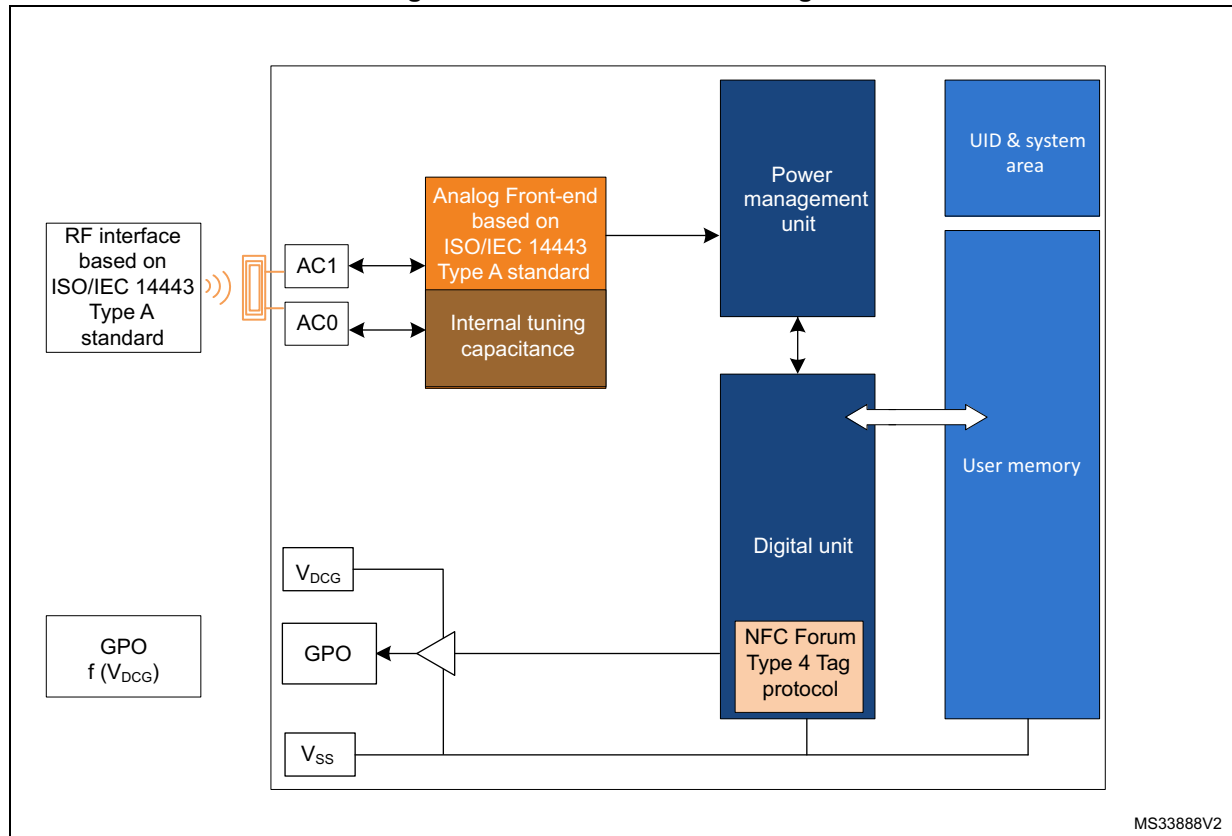 RF interface
based on
ISO/IEC 14443
Type A
standard
AC1
AC0
Analog Front-end
based on
ISO/IEC 14443
Type A standard
Internal tuning
capacitance
Power
management
unit
UID & system
area
User memory
Digital unit
NFC Forum
Type 4 Tag
protocol
VDCG
GPO
f (VDCG)
GPO
VSS
MS33888V2